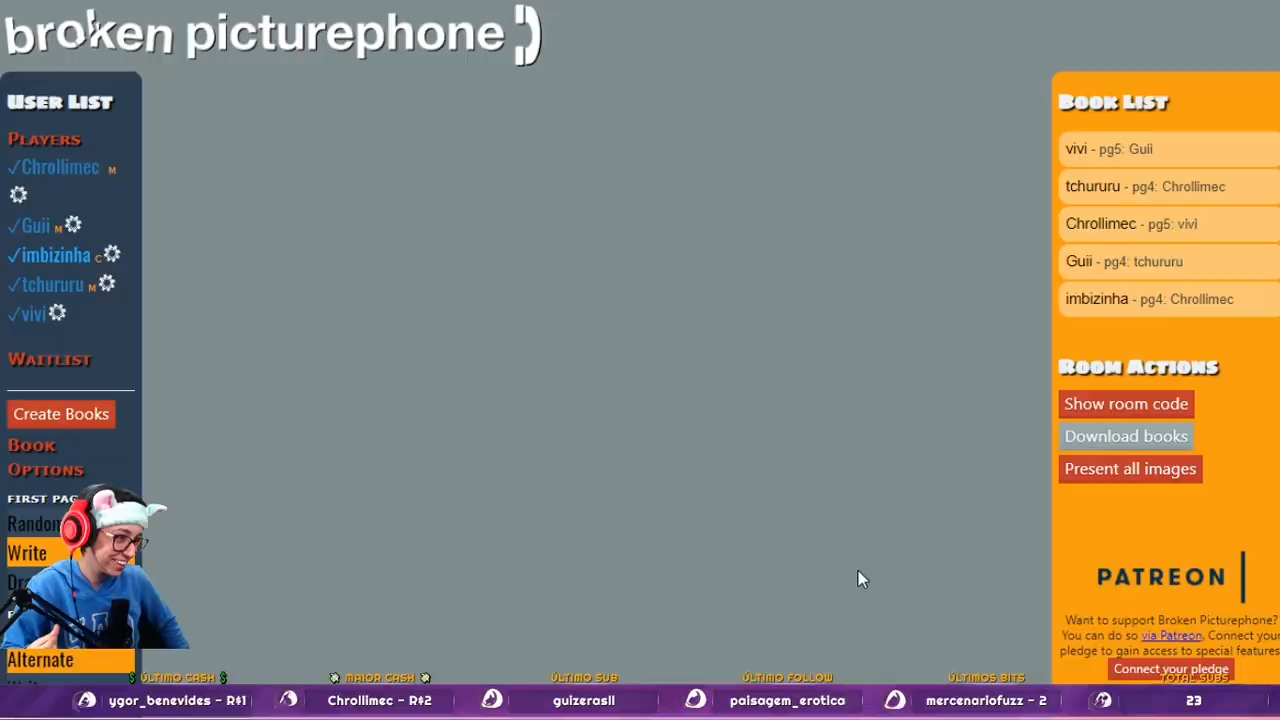 broken picturephone
User List
Players
✓Chrollimec M
✓Guii M
✓imbizinha C
✓tchururu M
✓vivi
Waitlist
Create Books
Book
Options
Write
Alternate
Book List
vivi - pg5: Guii
tchururu - pg4: Chrollimec
Chrollimec - pg5: vivi
Guii - pg4: tchururu
imbizinha - pg4: Chrollimec
Room Actions
Show room code
Download books
Present all images
PATREON
Want to support Broken Picturephone?
You can do so via Patreon. Connect your
pledge to gain access to special features
Connect your pledge
$ ÚLTIMO CASH $
MAIOR CASH
ÚLTIMO SUB
ÚLTIMO FOLLOW
ÚLTIMOS BITS
TOTAL SUBS
ygor_benevides - R$1
Chrollimec - R$2
guizerasll
paisagem_erotica
mercenariofuzz - 2
23